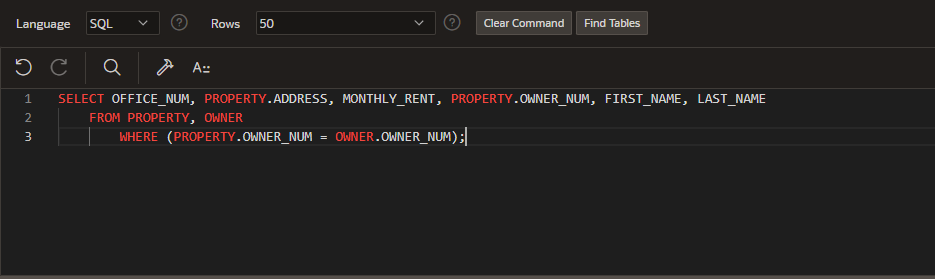 Language SQL ? Rows 50 ? Clear Command Find Tables
A::
1 SELECT OFFICE_NUM, PROPERTY.ADDRESS, MONTHLY_RENT, PROPERTY.OWNER_NUM, FIRST_NAME, LAST_NAME
2 FROM PROPERTY, OWNER
3 WHERE (PROPERTY.OWNER_NUM = OWNER.OWNER_NUM);